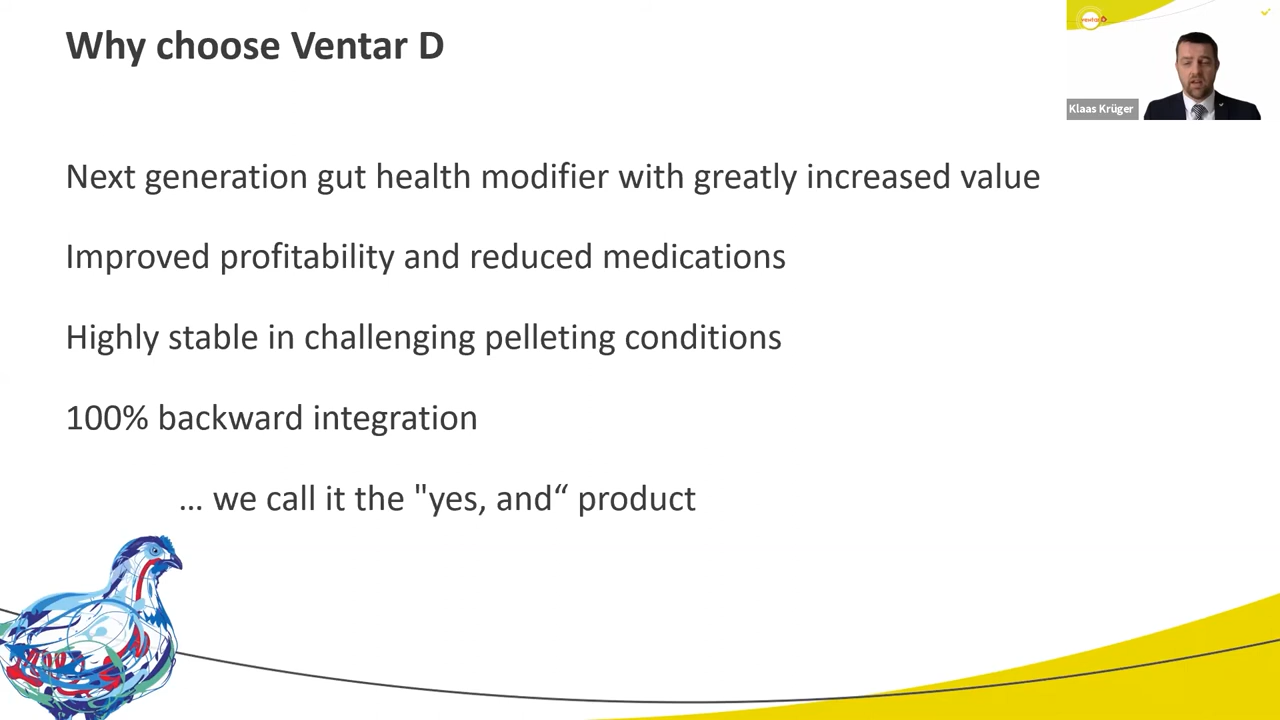 Why choose Ventar D
ventar D
Klaas Krüger
Next generation gut health modifier with greatly increased value
Improved profitability and reduced medications
Highly stable in challenging pelleting conditions
100% backward integration
... we call it the "yes, and“ product